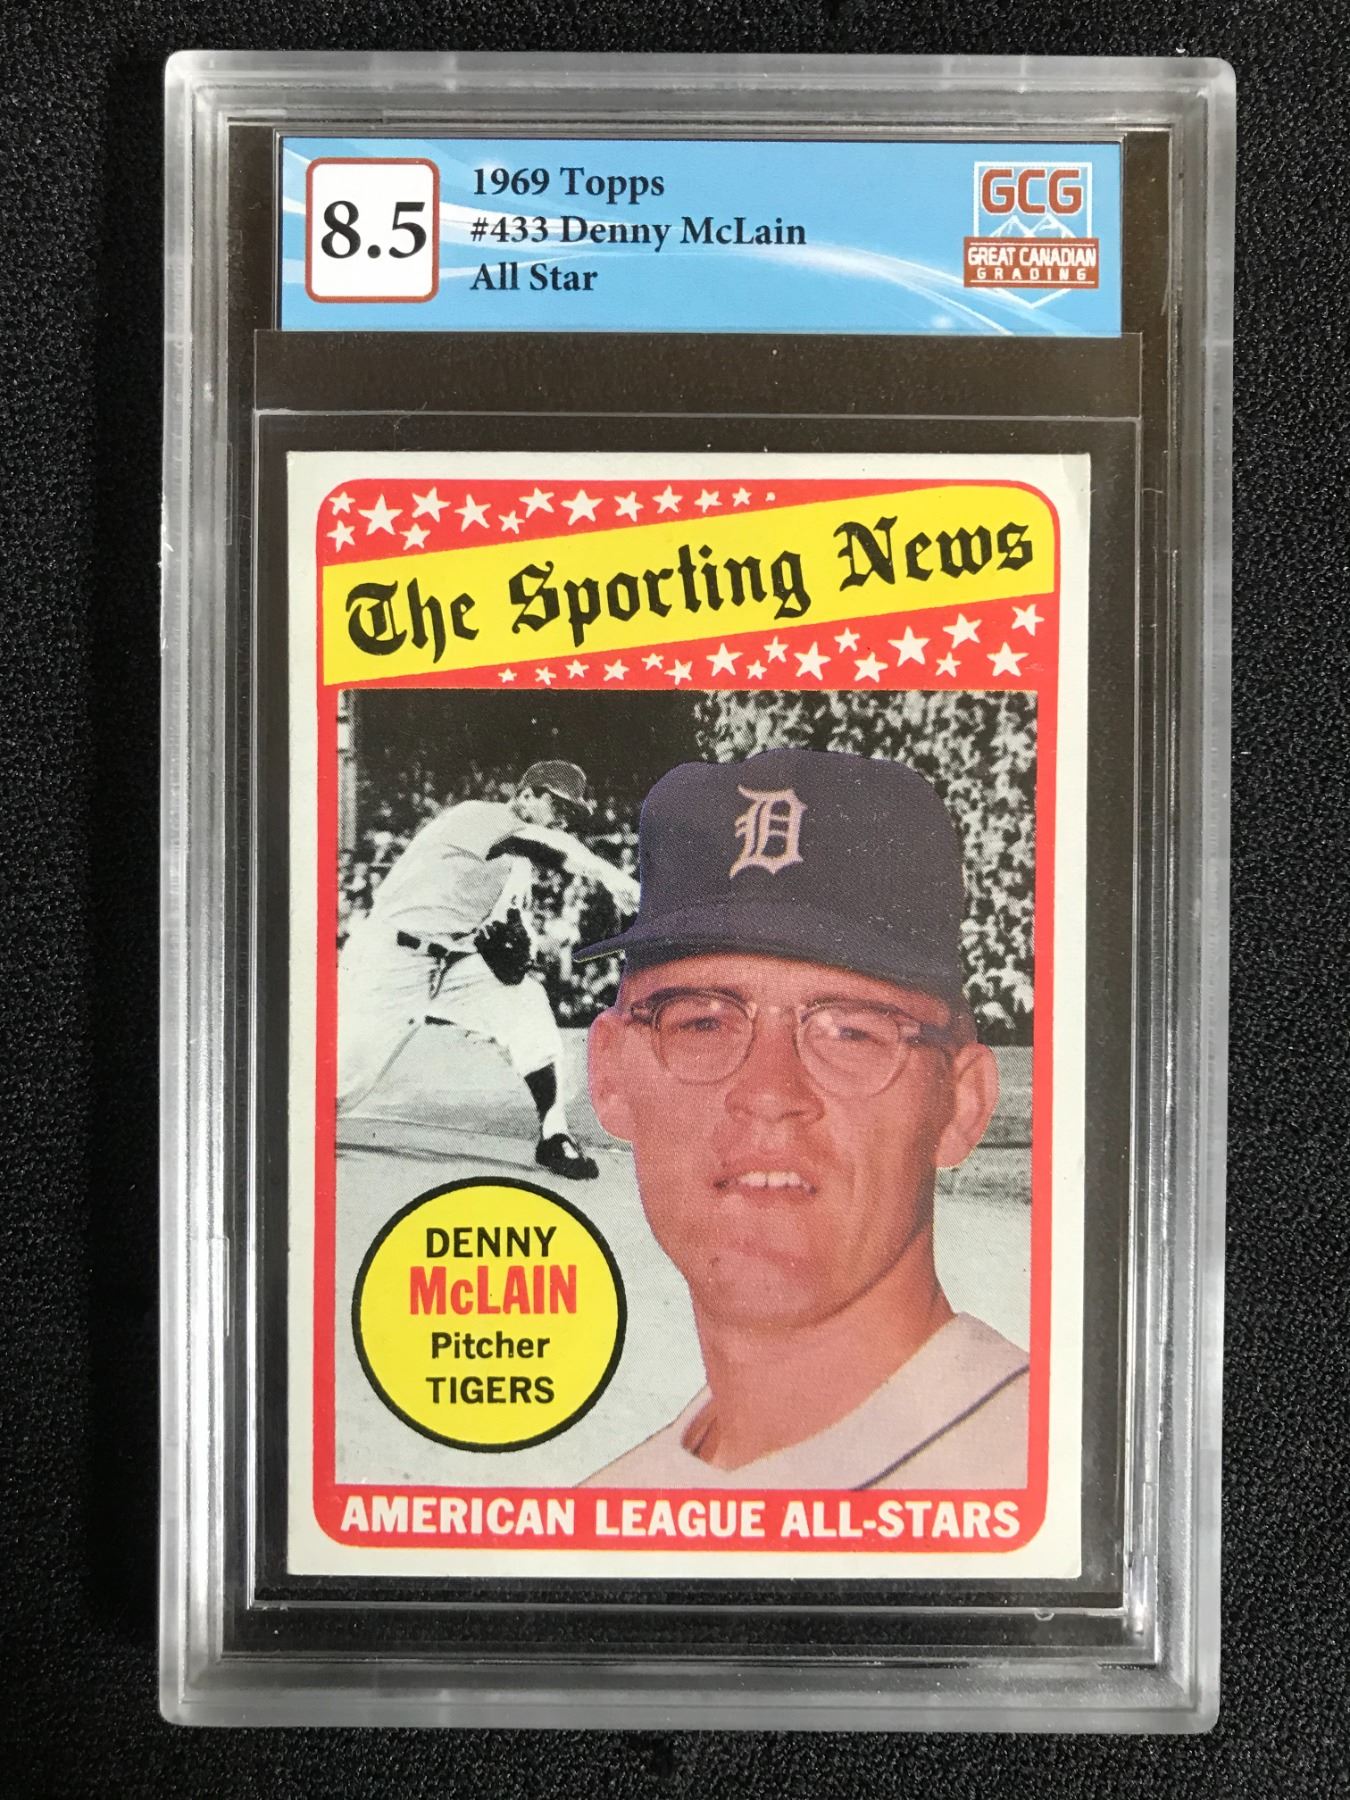 8.5
1969 Topps
#433 Denny McLain
All Star
GCG
GREAT CANADIAN
GRADING
The Sporting News
D
DENNY
McLAIN
Pitcher
TIGERS
AMERICAN LEAGUE ALL-STARS